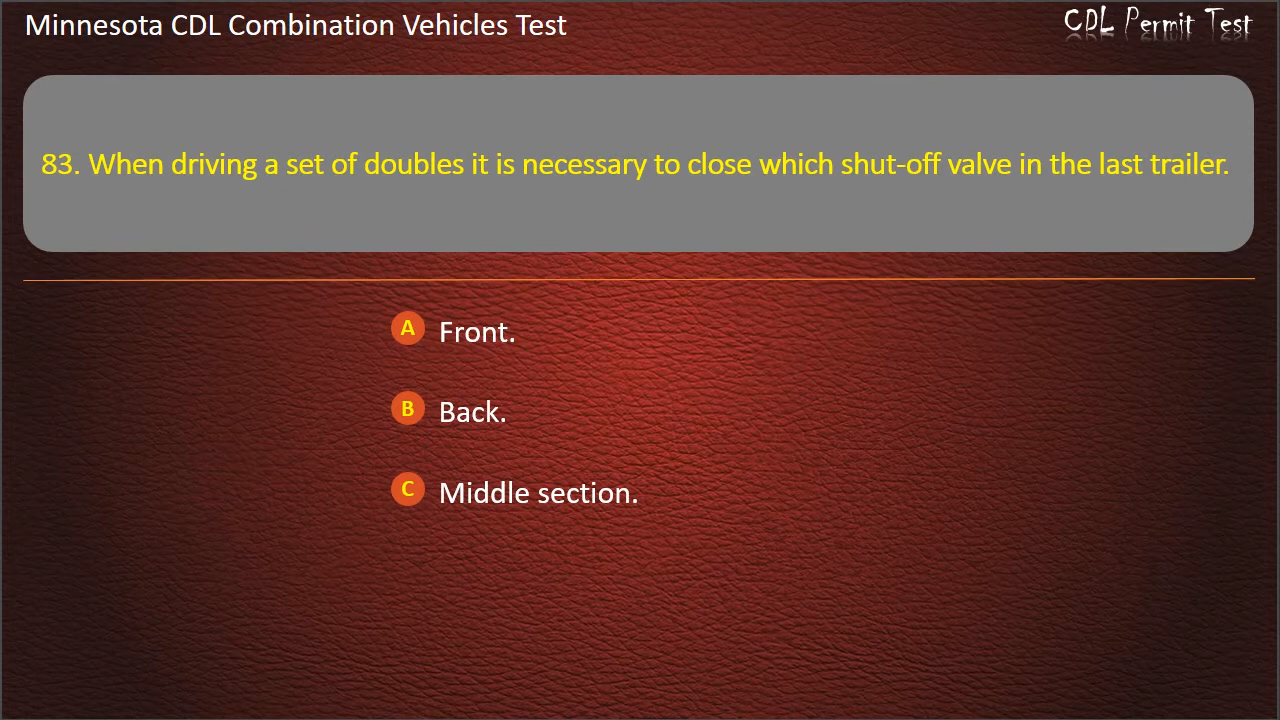 Minnesota CDL Combination Vehicles Test
CDL Permit Test
83. When driving a set of doubles it is necessary to close which shut-off valve in the last trailer.
A Front.
B Back.
C Middle section.